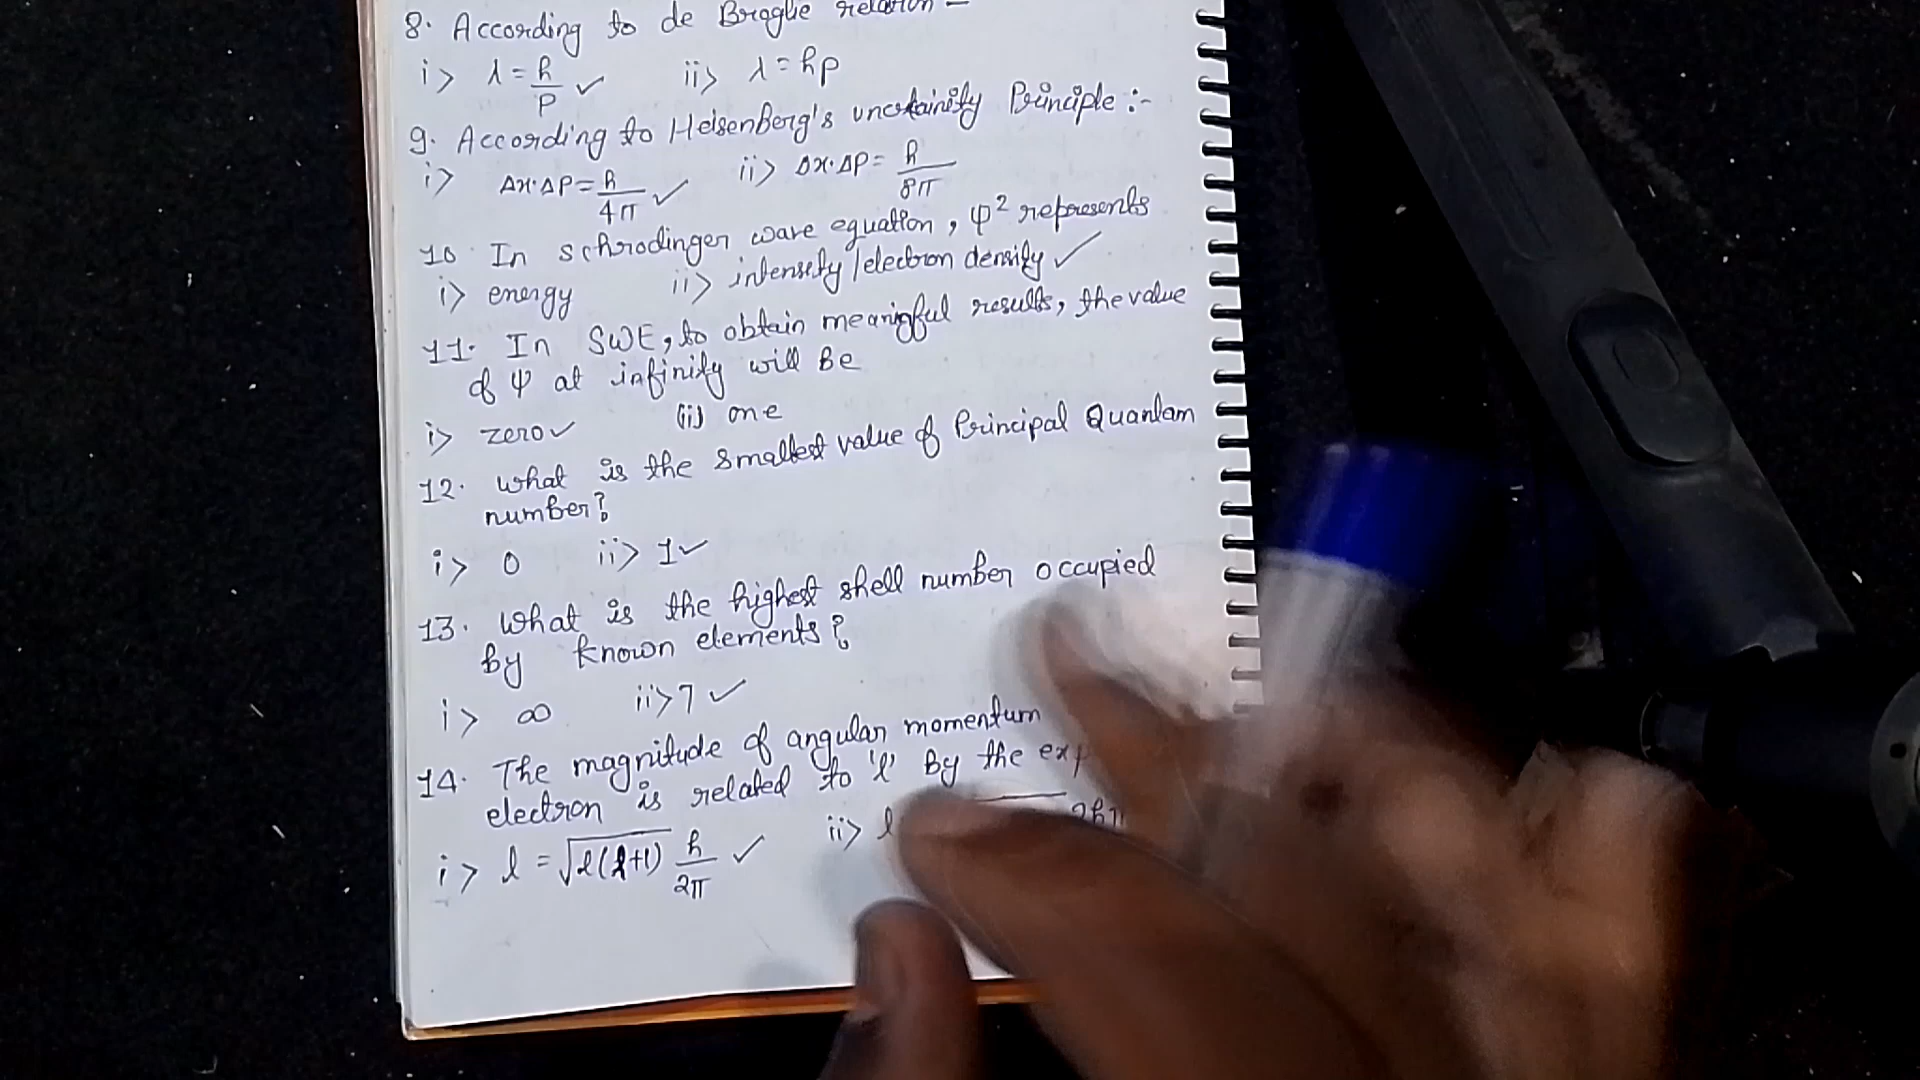 8. According to de Broglie relation -
i> λ = h/p ✓ ii> λ = hp
9. According to Heisenberg's uncertainity Principle :-
i> Δx·ΔP = h/4π ✓ ii> Δx·ΔP = h/8π
10. In schrodinger wave equation, ψ² represents
i> energy ii> intensety/electron density ✓
11. In SWE, to obtain meaningful results, the value
of ψ at infinity will be
i> zero ✓ (ii) one
12. What is the smallest value of Principal Quantam
number?
i> 0 ii> 1 ✓
13. What is the highest shell number occupied
by known elements?
i> ∞ ii> 7 ✓
14. The magnitude of angular momentum
electron is related to 'l' by the exp
i> l = √l(l+1) h/2π ✓ ii> l